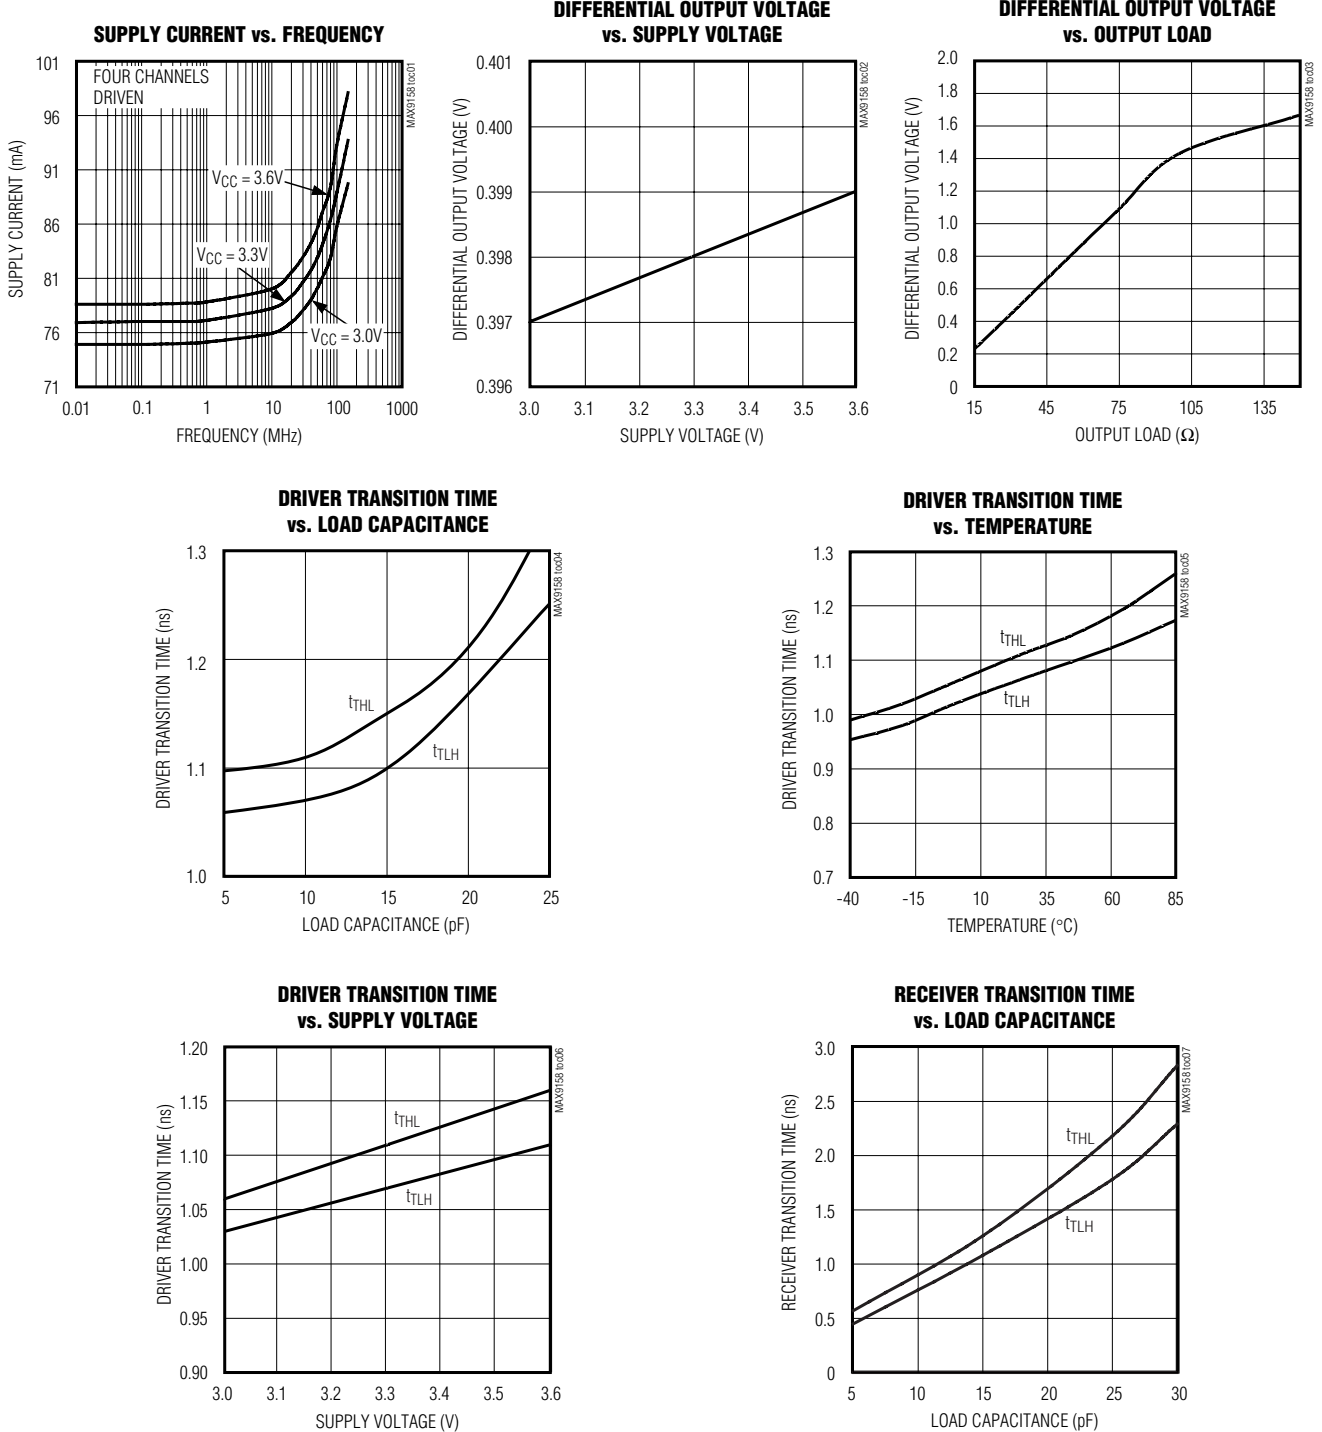 SUPPLY CURRENT vs. FREQUENCY
101
96
91
86
81
76
71
SUPPLY CURRENT (mA)
FOUR CHANNELS
DRIVEN
VCC = 3.6V
VCC = 3.3V
VCC = 3.0V
0.01 0.1 1 10 100 1000
FREQUENCY (MHz)
MAX9158 toc01
DIFFERENTIAL OUTPUT VOLTAGE
vs. SUPPLY VOLTAGE
0.401
0.400
0.399
0.398
0.397
0.396
DIFFERENTIAL OUTPUT VOLTAGE (V)
3.0 3.1 3.2 3.3 3.4 3.5 3.6
SUPPLY VOLTAGE (V)
MAX9158 toc02
DIFFERENTIAL OUTPUT VOLTAGE
vs. OUTPUT LOAD
2.0
1.8
1.6
1.4
1.2
1.0
0.8
0.6
0.4
0.2
0
DIFFERENTIAL OUTPUT VOLTAGE (V)
15 45 75 105 135
OUTPUT LOAD (Ω)
MAX9158 toc03
DRIVER TRANSITION TIME
vs. LOAD CAPACITANCE
1.3
1.2
1.1
1.0
DRIVER TRANSITION TIME (ns)
tTHL
tTLH
5 10 15 20 25
LOAD CAPACITANCE (pF)
MAX9158 toc04
DRIVER TRANSITION TIME
vs. TEMPERATURE
1.3
1.2
1.1
1.0
0.9
0.8
0.7
DRIVER TRANSITION TIME (ns)
tTHL
tTLH
-40 -15 10 35 60 85
TEMPERATURE (°C)
MAX9158 toc05
DRIVER TRANSITION TIME
vs. SUPPLY VOLTAGE
1.20
1.15
1.10
1.05
1.00
0.95
0.90
DRIVER TRANSITION TIME (ns)
tTHL
tTLH
3.0 3.1 3.2 3.3 3.4 3.5 3.6
SUPPLY VOLTAGE (V)
MAX9158 toc06
RECEIVER TRANSITION TIME
vs. LOAD CAPACITANCE
3.0
2.5
2.0
1.5
1.0
0.5
0
RECEIVER TRANSITION TIME (ns)
tTHL
tTLH
5 10 15 20 25 30
LOAD CAPACITANCE (pF)
MAX9158 toc07